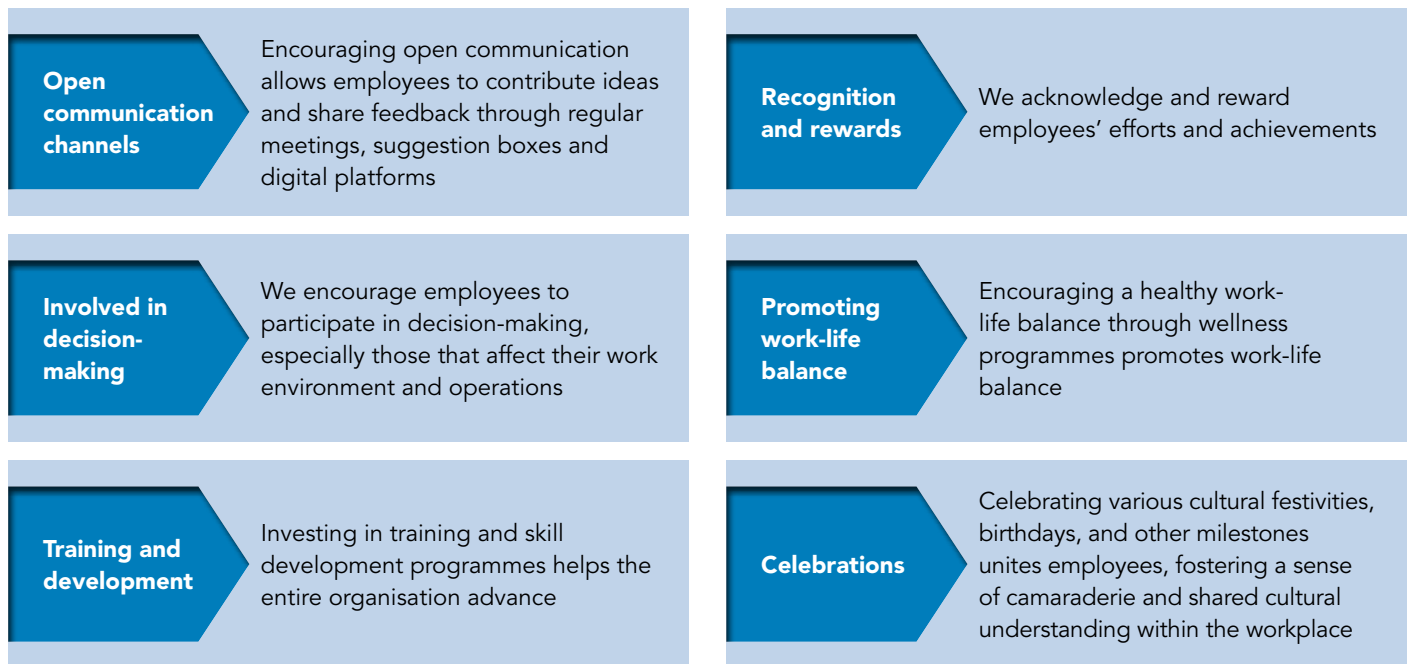 Open
communication
channels
Encouraging open communication
allows employees to contribute ideas
and share feedback through regular
meetings, suggestion boxes and
digital platforms
Recognition
and rewards
We acknowledge and reward
employees’ efforts and achievements
Involved in
decision-
making
We encourage employees to
participate in decision-making,
especially those that affect their work
environment and operations
Promoting
work-life
balance
Encouraging a healthy work-
life balance through wellness
programmes promotes work-life
balance
Training and
development
Investing in training and skill
development programmes helps the
entire organisation advance
Celebrations
Celebrating various cultural festivities,
birthdays, and other milestones
unites employees, fostering a sense
of camaraderie and shared cultural
understanding within the workplace